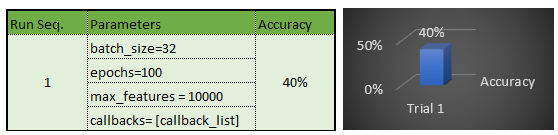 Run Seq. Parameters Accuracy
batch_size=32
epochs=100
1 40%
max_features = 10000
callbacks= [callback_list]
40%
50%
0%
Accuracy
Trial 1